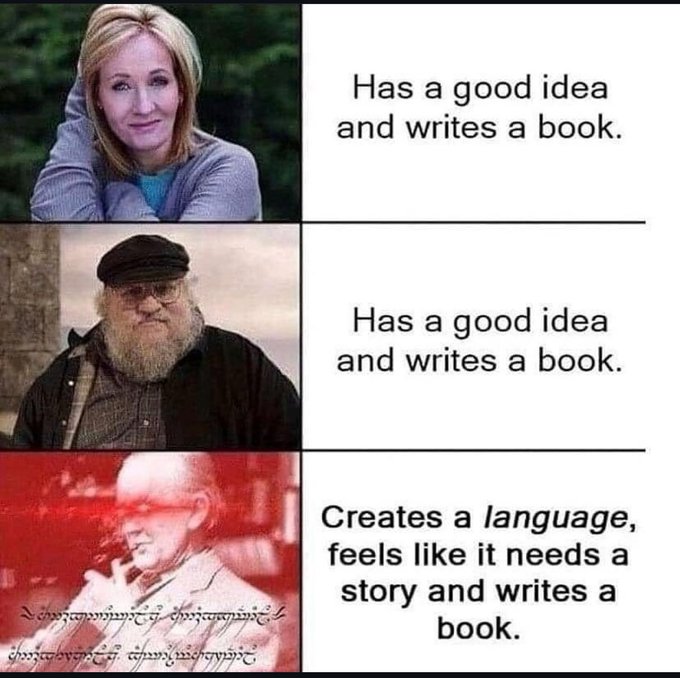 Has a good idea
and writes a book.
Has a good idea
and writes a book.
Creates a language,
feels like it needs a
story and writes a
book.